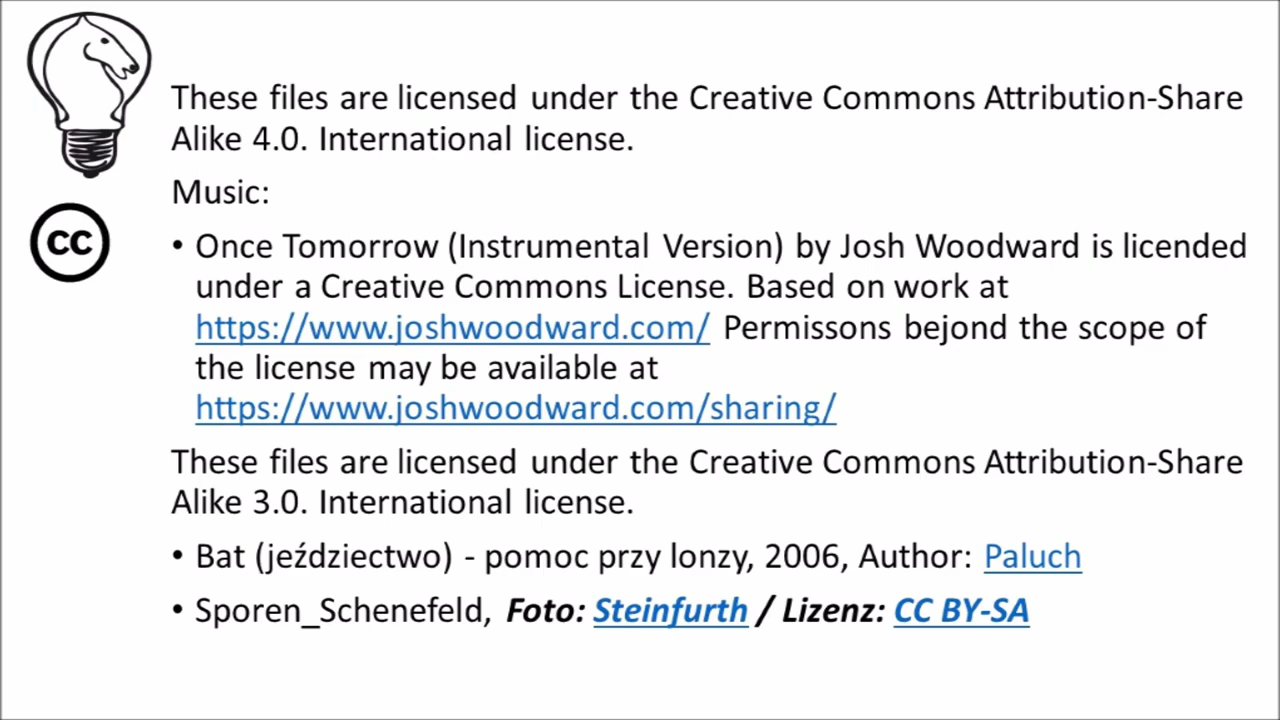 These files are licensed under the Creative Commons Attribution-Share
Alike 4.0. International license.
Music:
• Once Tomorrow (Instrumental Version) by Josh Woodward is licended
under a Creative Commons License. Based on work at
https://www.joshwoodward.com/ Permissons bejond the scope of
the license may be available at
https://www.joshwoodward.com/sharing/
These files are licensed under the Creative Commons Attribution-Share
Alike 3.0. International license.
• Bat (jeździectwo) - pomoc przy lonzy, 2006, Author: Paluch
• Sporen_Schenefeld, Foto: Steinfurth / Lizenz: CC BY-SA
cc